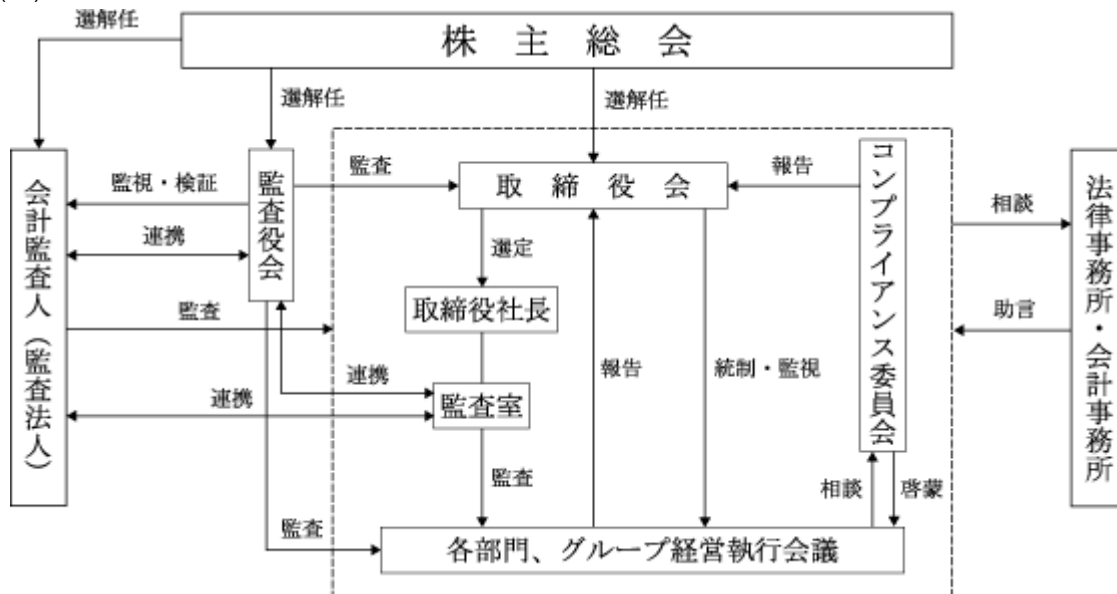 選解任
株主総会
選解任
選解任
監査
取締役会
報告
コンプライアンス委員会
監視・検証
監査役会
連携
会計監査人（監査法人）
選定
相談
法律事務所・会計事務所
取締役社長
監査
助言
連携
報告
統制・監視
連携
監査室
監査
相談
啓蒙
監査
各部門、グループ経営執行会議